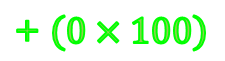 + (0 × 100)